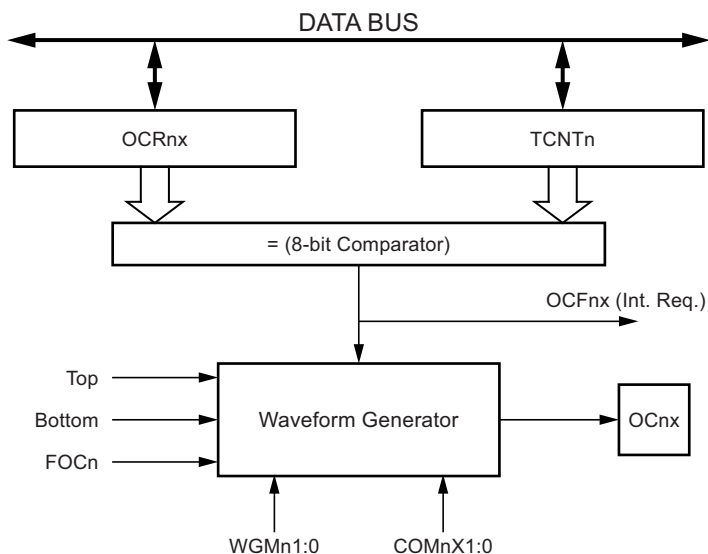 DATA BUS
OCRnx
TCNTn
= (8-bit Comparator)
OCFnx (Int. Req.)
Top
Bottom
FOCn
Waveform Generator
OCnx
WGMn1:0
COMnX1:0